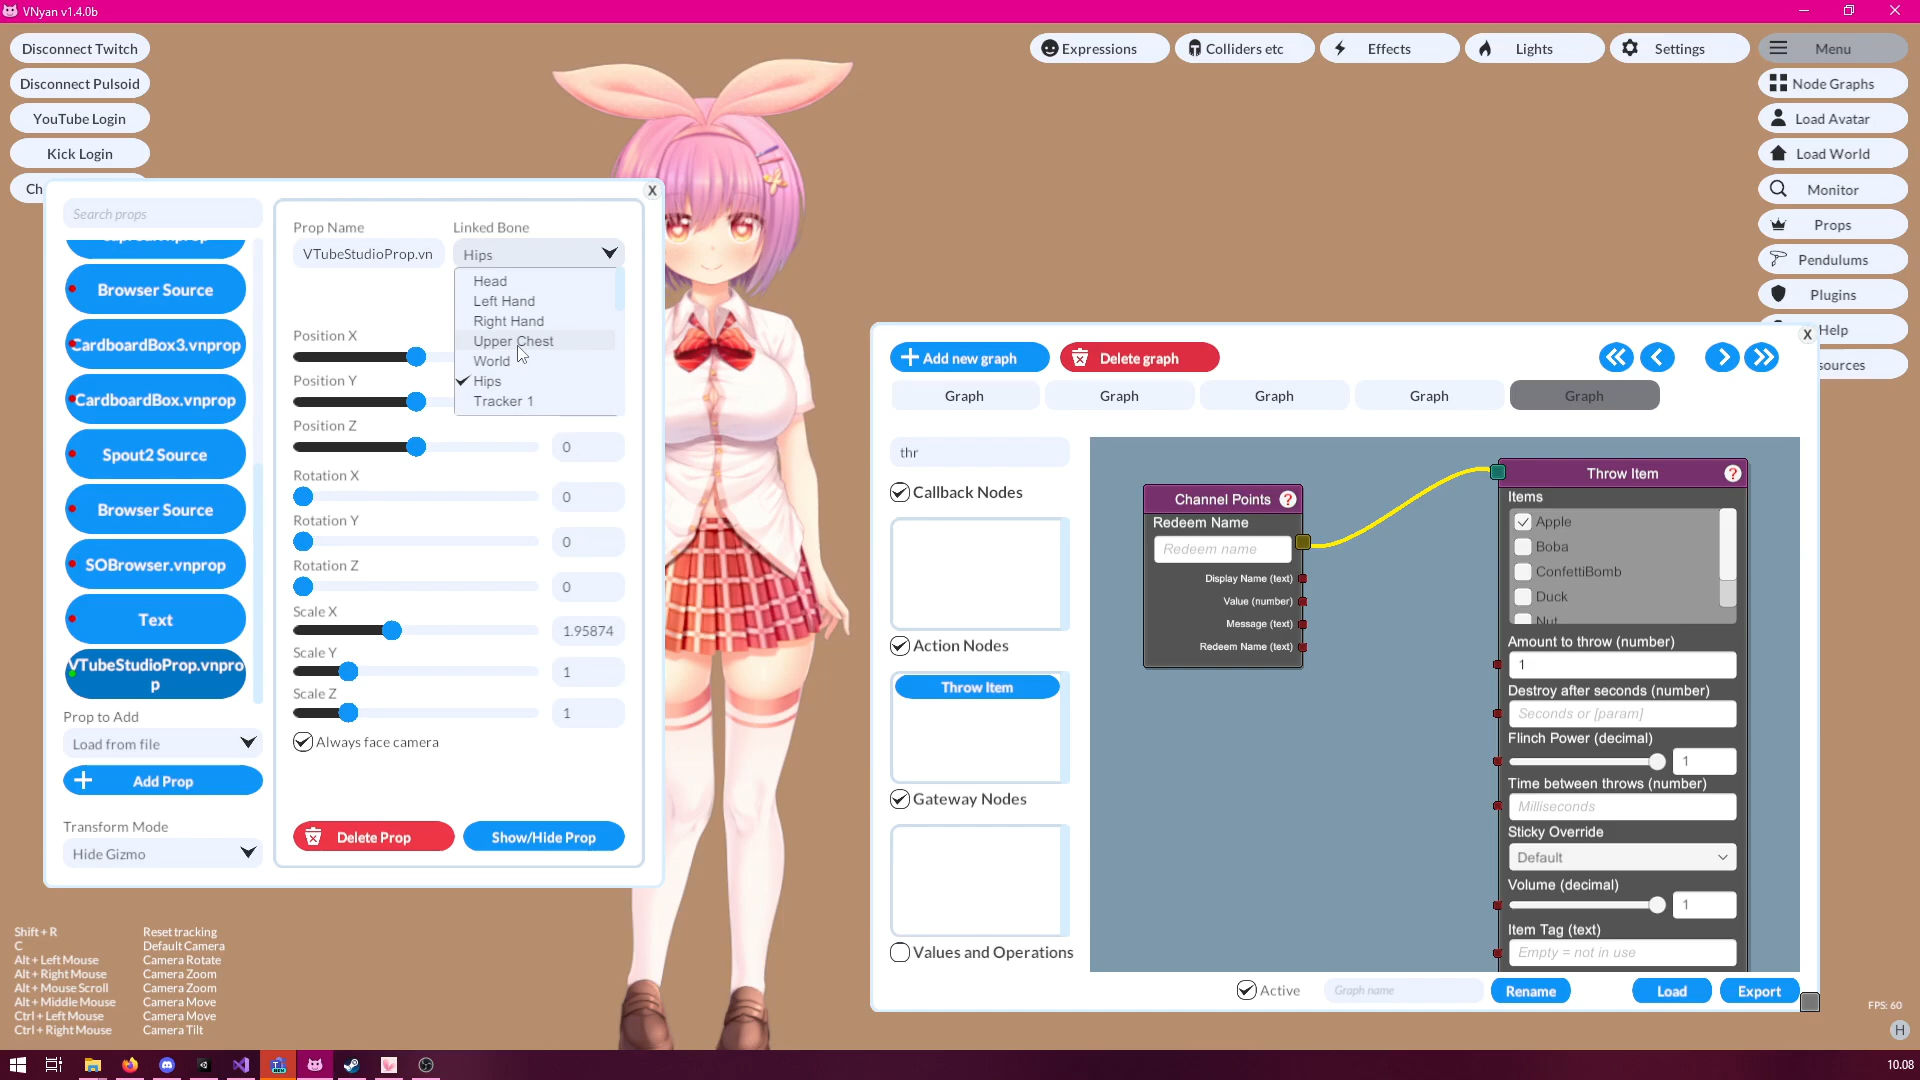 VNyan v1.4.0b
Disconnect Twitch
Disconnect Pulsoid
YouTube Login
Kick Login
Ch
Expressions
Colliders etc
Effects
Lights
Settings
Menu
Node Graphs
Load Avatar
Load World
Monitor
Props
Pendulums
Plugins
Help
sources
X
Search props
Browser Source
CardboardBox3.vnprop
CardboardBox.vnprop
Spout2 Source
Browser Source
SOBrowser.vnprop
Text
VTubeStudioProp.vnpro
p
Prop to Add
Load from file
Add Prop
Transform Mode
Hide Gizmo
Prop Name
Linked Bone
VTubeStudioProp.vn
Hips
Head
Left Hand
Right Hand
Upper Chest
World
Hips
Tracker 1
Position X
Position Y
Position Z
0
Rotation X
0
Rotation Y
0
Rotation Z
0
Scale X
1.95874
Scale Y
1
Scale Z
1
Always face camera
Delete Prop
Show/Hide Prop
X
Add new graph
Delete graph
Graph
Graph
Graph
Graph
Graph
thr
Callback Nodes
Action Nodes
Throw Item
Gateway Nodes
Values and Operations
Channel Points ?
Redeem Name
Redeem name
Display Name (text)
Value (number)
Message (text)
Redeem Name (text)
Throw Item ?
Items
Apple
Boba
ConfettiBomb
Duck
Nut
Amount to throw (number)
1
Destroy after seconds (number)
Seconds or [param]
Flinch Power (decimal)
1
Time between throws (number)
Milliseconds
Sticky Override
Default
Volume (decimal)
1
Item Tag (text)
Empty = not in use
Active
Graph name
Rename
Load
Export
Shift + R Reset tracking
C Default Camera
Alt + Left Mouse Camera Rotate
Alt + Right Mouse Camera Zoom
Alt + Mouse Scroll Camera Zoom
Alt + Middle Mouse Camera Move
Ctrl + Left Mouse Camera Move
Ctrl + Right Mouse Camera Tilt
FPS: 60
H
10.08